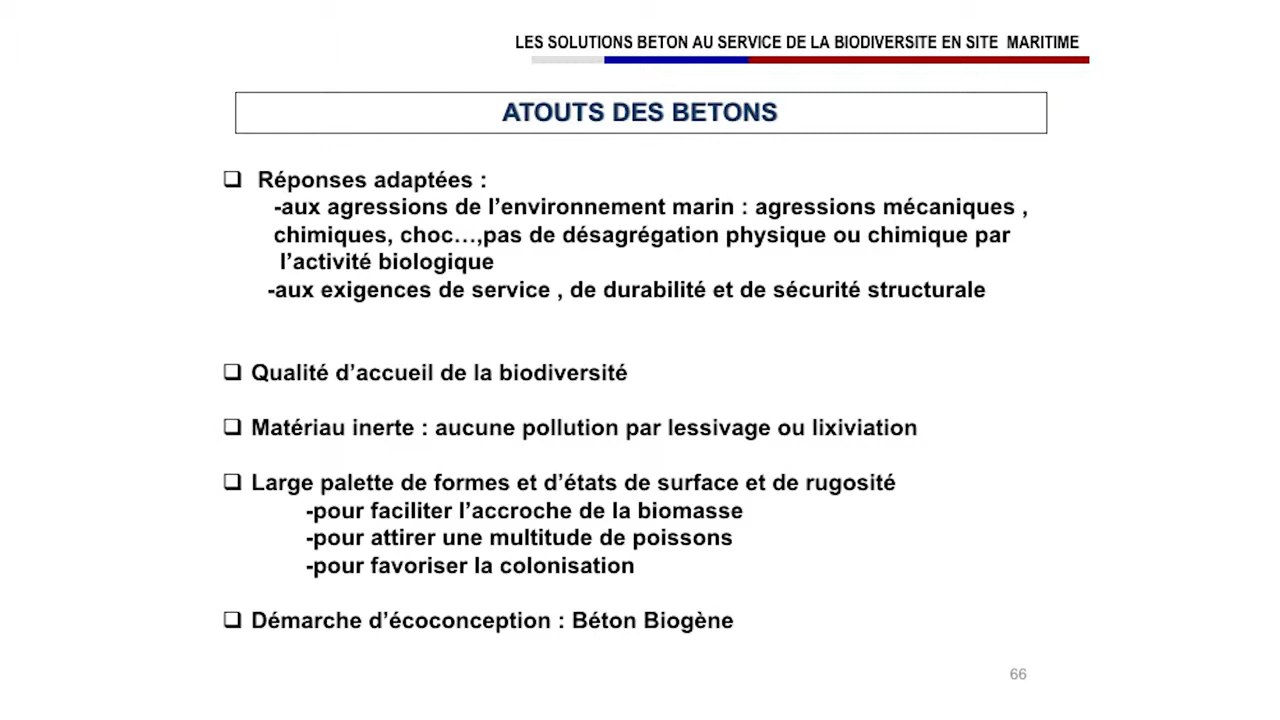 LES SOLUTIONS BETON AU SERVICE DE LA BIODIVERSITE EN SITE MARITIME
ATOUTS DES BETONS
❑ Réponses adaptées :
-aux agressions de l’environnement marin : agressions mécaniques ,
chimiques, choc…,pas de désagrégation physique ou chimique par
l’activité biologique
-aux exigences de service , de durabilité et de sécurité structurale
❑ Qualité d’accueil de la biodiversité
❑ Matériau inerte : aucune pollution par lessivage ou lixiviation
❑ Large palette de formes et d’états de surface et de rugosité
-pour faciliter l’accroche de la biomasse
-pour attirer une multitude de poissons
-pour favoriser la colonisation
❑ Démarche d’écoconception : Béton Biogène
66